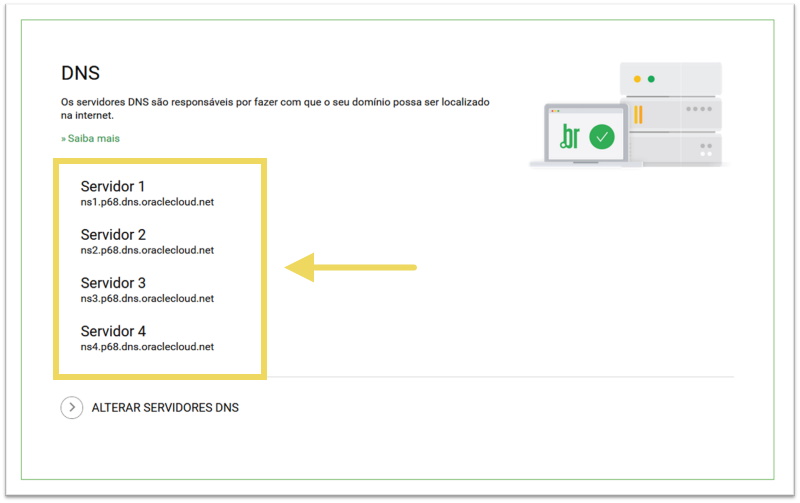 DNS
Os servidores DNS são responsáveis por fazer com que o seu domínio possa ser localizado
na internet.
» Saiba mais
.br
Servidor 1
ns1.p68.dns.oraclecloud.net
Servidor 2
ns2.p68.dns.oraclecloud.net
Servidor 3
ns3.p68.dns.oraclecloud.net
Servidor 4
ns4.p68.dns.oraclecloud.net
ALTERAR SERVIDORES DNS